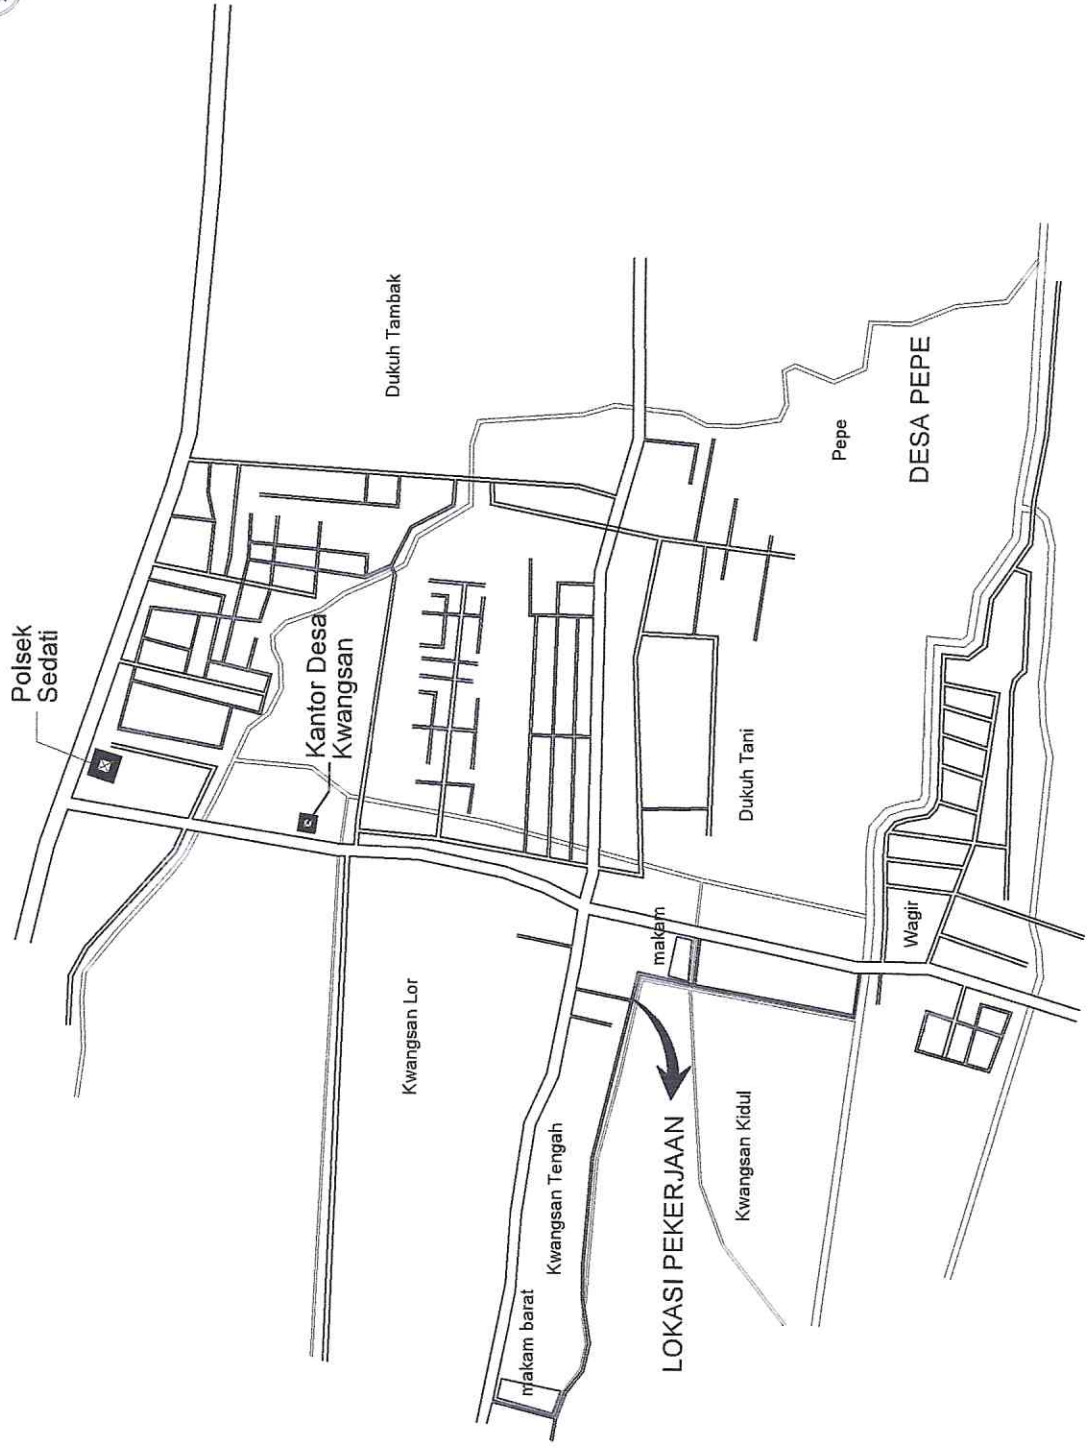 Polsek
Sedati
Kantor Desa
Kwangsan
Dukuh Tambak
Kwangsan Lor
Pepe
DESA PEPE
Dukuh Tani
makam
Wagir
Kwangsan Tengah
makam barat
LOKASI PEKERJAAN
Kwangsan Kidul